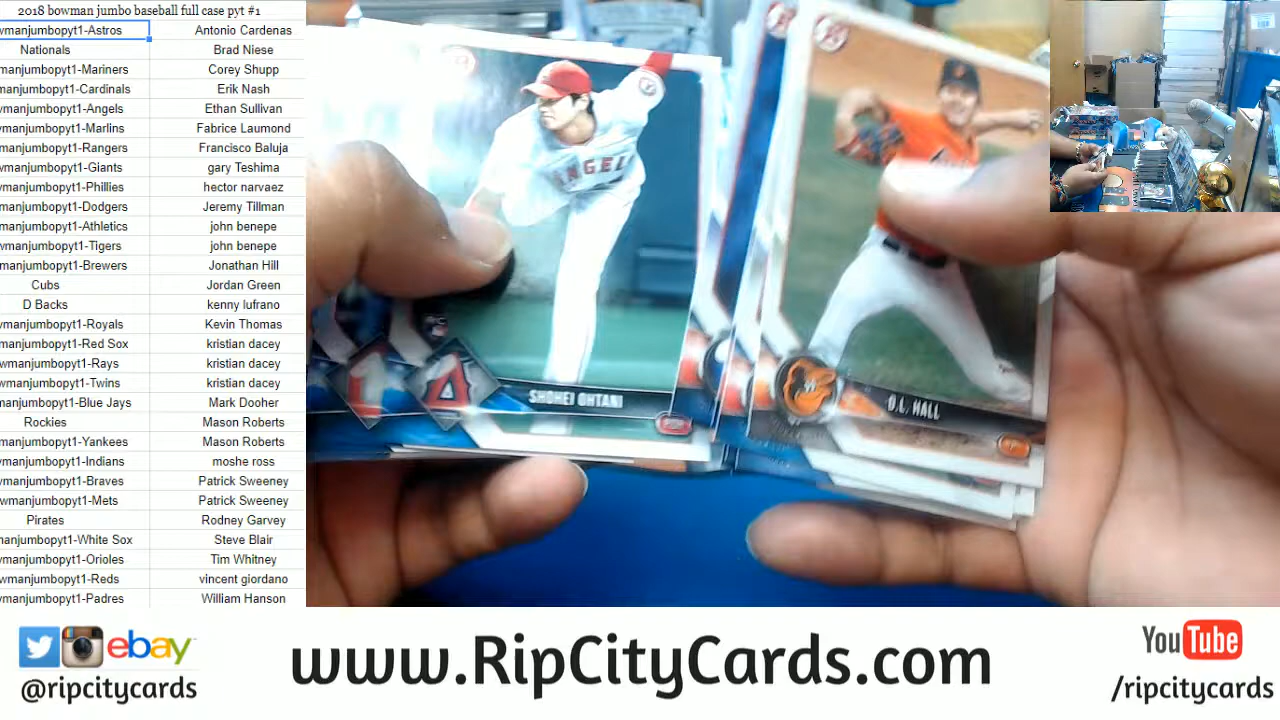 2018 bowman jumbo baseball full case pyt #1
wmanjumbopyt1-Astros Antonio Cardenas
Nationals Brad Niese
manjumbopyt1-Mariners Corey Shupp
manjumbopyt1-Cardinals Erik Nash
wmanjumbopyt1-Angels Ethan Sullivan
wmanjumbopyt1-Marlins Fabrice Laumond
manjumbopyt1-Rangers Francisco Baluja
wmanjumbopyt1-Giants gary Teshima
manjumbopyt1-Phillies hector narvaez
manjumbopyt1-Dodgers Jeremy Tillman
manjumbopyt1-Athletics john benepe
wmanjumbopyt1-Tigers john benepe
manjumbopyt1-Brewers Jonathan Hill
Cubs Jordan Green
D Backs kenny lufrano
wmanjumbopyt1-Royals Kevin Thomas
manjumbopyt1-Red Sox kristian dacey
owmanjumbopyt1-Rays kristian dacey
wmanjumbopyt1-Twins kristian dacey
manjumbopyt1-Blue Jays Mark Dooher
Rockies Mason Roberts
manjumbopyt1-Yankees Mason Roberts
wmanjumbopyt1-Indians moshe ross
wmanjumbopyt1-Braves Patrick Sweeney
owmanjumbopyt1-Mets Patrick Sweeney
Pirates Rodney Garvey
manjumbopyt1-White Sox Steve Blair
wmanjumbopyt1-Orioles Tim Whitney
owmanjumbopyt1-Reds vincent giordano
wmanjumbopyt1-Padres William Hanson
ANGELS
A
SHOHEI OHTANI
D.L. HALL
ebay
@ripcitycards
www.RipCityCards.com
YouTube
/ripcitycards